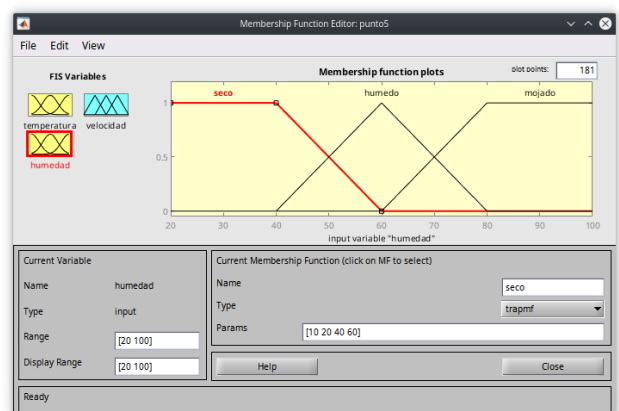 Membership Function Editor: punto5
File Edit View
FIS Variables
Membership function plots
plot points:
181
temperatura velocidad
humedad
seco humedo mojado
1
0.5
0
20 30 40 50 60 70 80 90 100
input variable "humedad"
Current Variable
Name humedad
Type input
Range [20 100]
Display Range [20 100]
Current Membership Function (click on MF to select)
Name seco
Type trapmf
Params [10 20 40 60]
Help Close
Ready